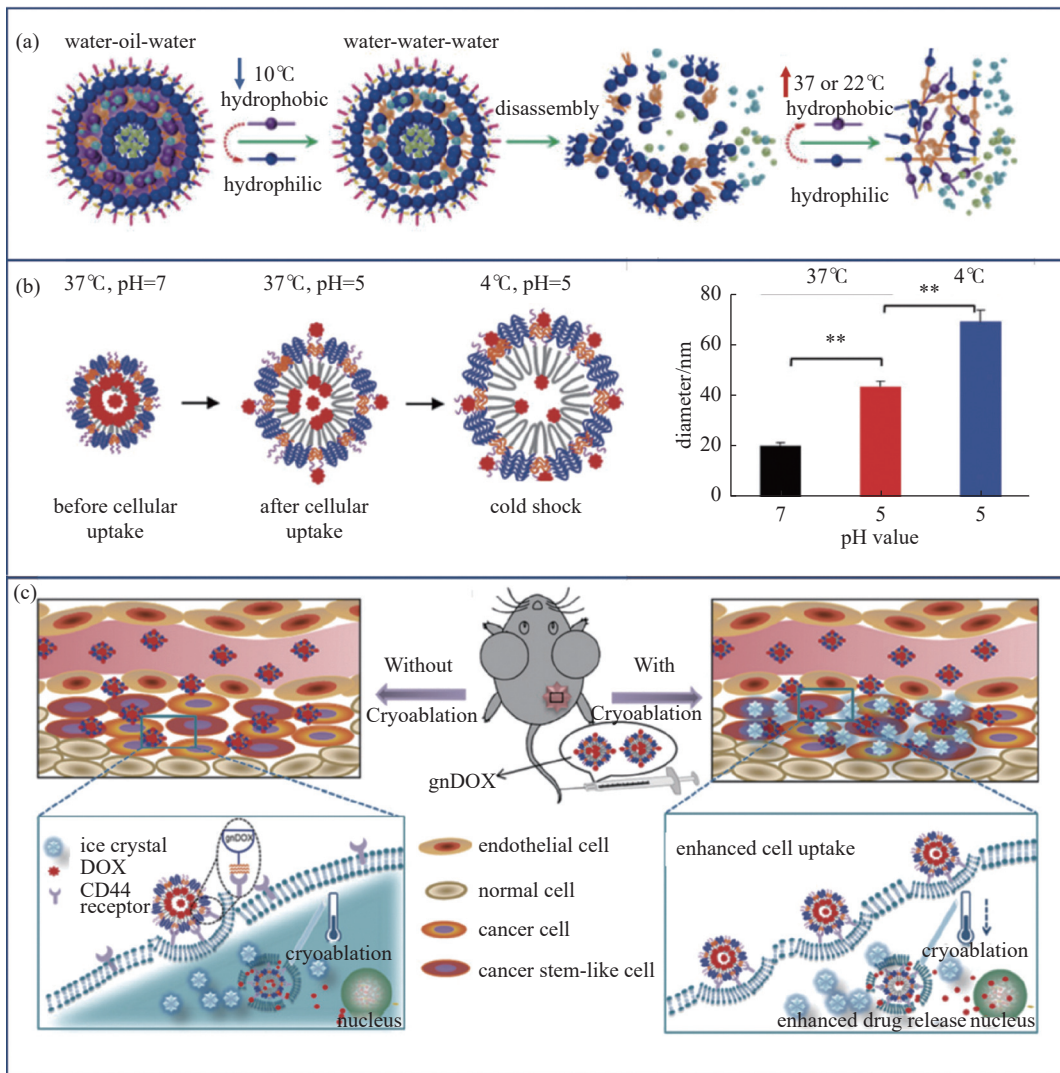 (a)
water-oil-water
water-water-water
10℃
hydrophobic
hydrophilic
disassembly
37 or 22℃
hydrophobic
hydrophilic
(b)
37℃, pH=7
37℃, pH=5
4℃, pH=5
before cellular
uptake
after cellular
uptake
cold shock
37℃
4℃
**
**
80
60
40
20
0
diameter/nm
7
5
5
pH value
(c)
Without
Cryoablation
With
Cryoablation
gnDOX
ice crystal
DOX
CD44
receptor
gnDOX
cryoablation
nucleus
endothelial cell
normal cell
cancer cell
cancer stem-like cell
enhanced cell uptake
cryoablation
enhanced drug release
nucleus